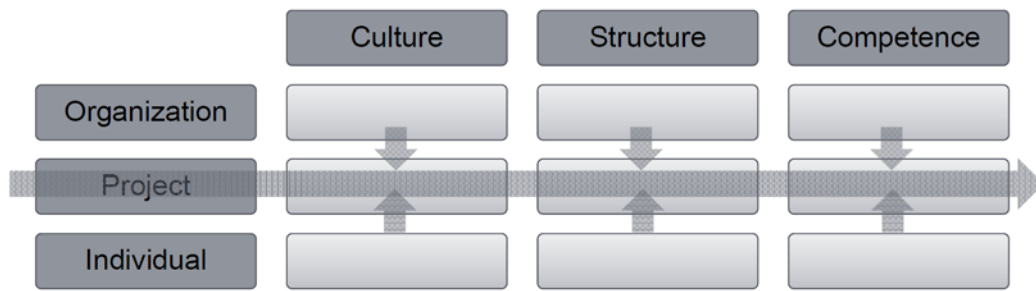 Culture Structure Competence
Organization
Project
Individual